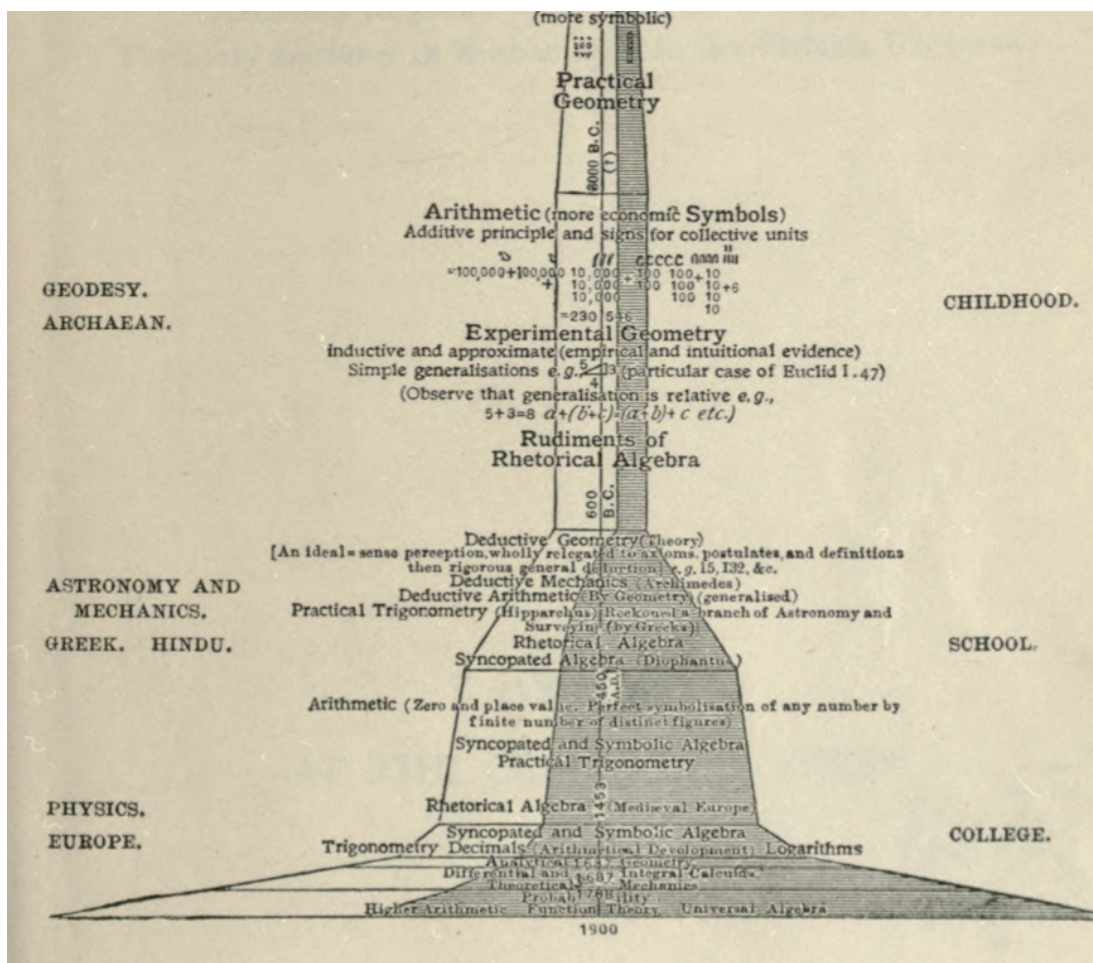 (more symbolic)
Practical
Geometry
3000 B.C.
(?)
Arithmetic (more economic Symbols)
Additive principle and signs for collective units
=100,000+100,000 10,000 100 100 10
+ 10,000 + 100 100 + 10 +6
10,000 100 10
10
=230 546
GEODESY.
ARCHAEAN.
CHILDHOOD.
Experimental Geometry
Inductive and approximate (empirical and intuitional evidence)
Simple generalisations e.g. 5 3 (particular case of Euclid I.47)
4
(Observe that generalisation is relative e.g.,
5+3=8 a+(b+c)=(a+b)+c etc.)
Rudiments of
Rhetorical Algebra
600
B.C.
Deductive Geometry (Theory)
[An ideal = sense perception, wholly relegated to axioms, postulates, and definitions
then rigorous general deduction] e.g. I5, I32, &c.
Deductive Mechanics (Archimedes)
Deductive Arithmetic (By Geometry) (generalised)
Practical Trigonometry (Hipparchus) Reckoned a branch of Astronomy and
Surveying (by Greeks)
ASTRONOMY AND
MECHANICS.
GREEK. HINDU.
SCHOOL.
Rhetorical Algebra
Syncopated Algebra (Diophantus)
450
A.D.
Arithmetic (Zero and place value. Perfect symbolisation of any number by
finite number of distinct figures)
Syncopated and Symbolic Algebra
Practical Trigonometry
1453
Rhetorical Algebra (Mediæval Europe)
PHYSICS.
EUROPE.
COLLEGE.
Syncopated and Symbolic Algebra
Trigonometry Decimals (Arithmetical Development) Logarithms
Analytical 1637 Geometry
Differential and 1687 Integral Calculus
Theoretical Mechanics
Probability 1788
Higher Arithmetic Function Theory Universal Algebra
1900